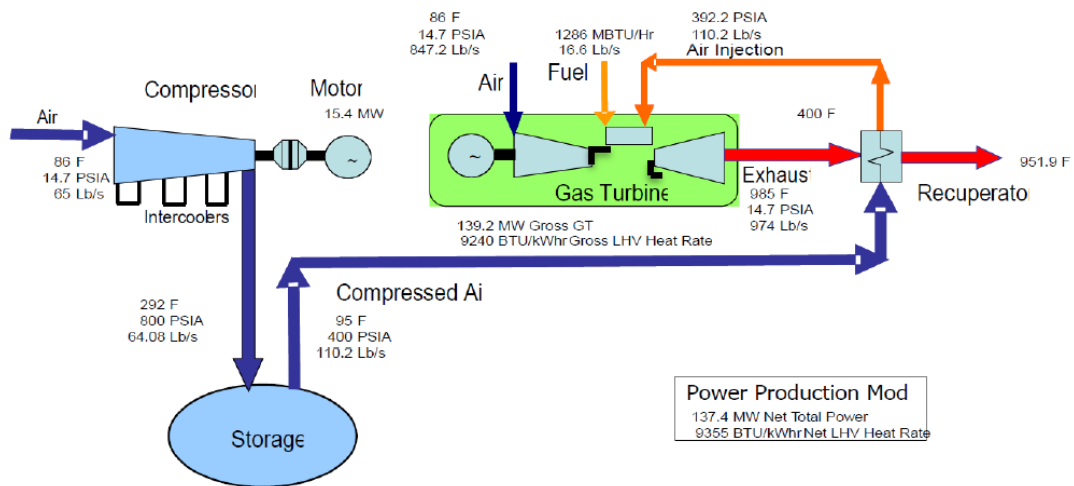 86 F
14.7 PSIA
847.2 Lb/s
1286 MBTU/Hr
16.6 Lb/s
Fuel
392.2 PSIA
110.2 Lb/s
Air Injection
Compressor
Motor
15.4 MW
Air
Air
400 F
86 F
14.7 PSIA
65 Lb/s
Intercoolers
~
~
Gas Turbine
Exhaus
985 F
14.7 PSIA
974 Lb/s
951.9 F
Recuperato
139.2 MW Gross GT
9240 BTU/kWhr Gross LHV Heat Rate
Compressed Ai
292 F
800 PSIA
64.08 Lb/s
95 F
400 PSIA
110.2 Lb/s
Storage
Power Production Mod
137.4 MW Net Total Power
9355 BTU/kWhr Net LHV Heat Rate